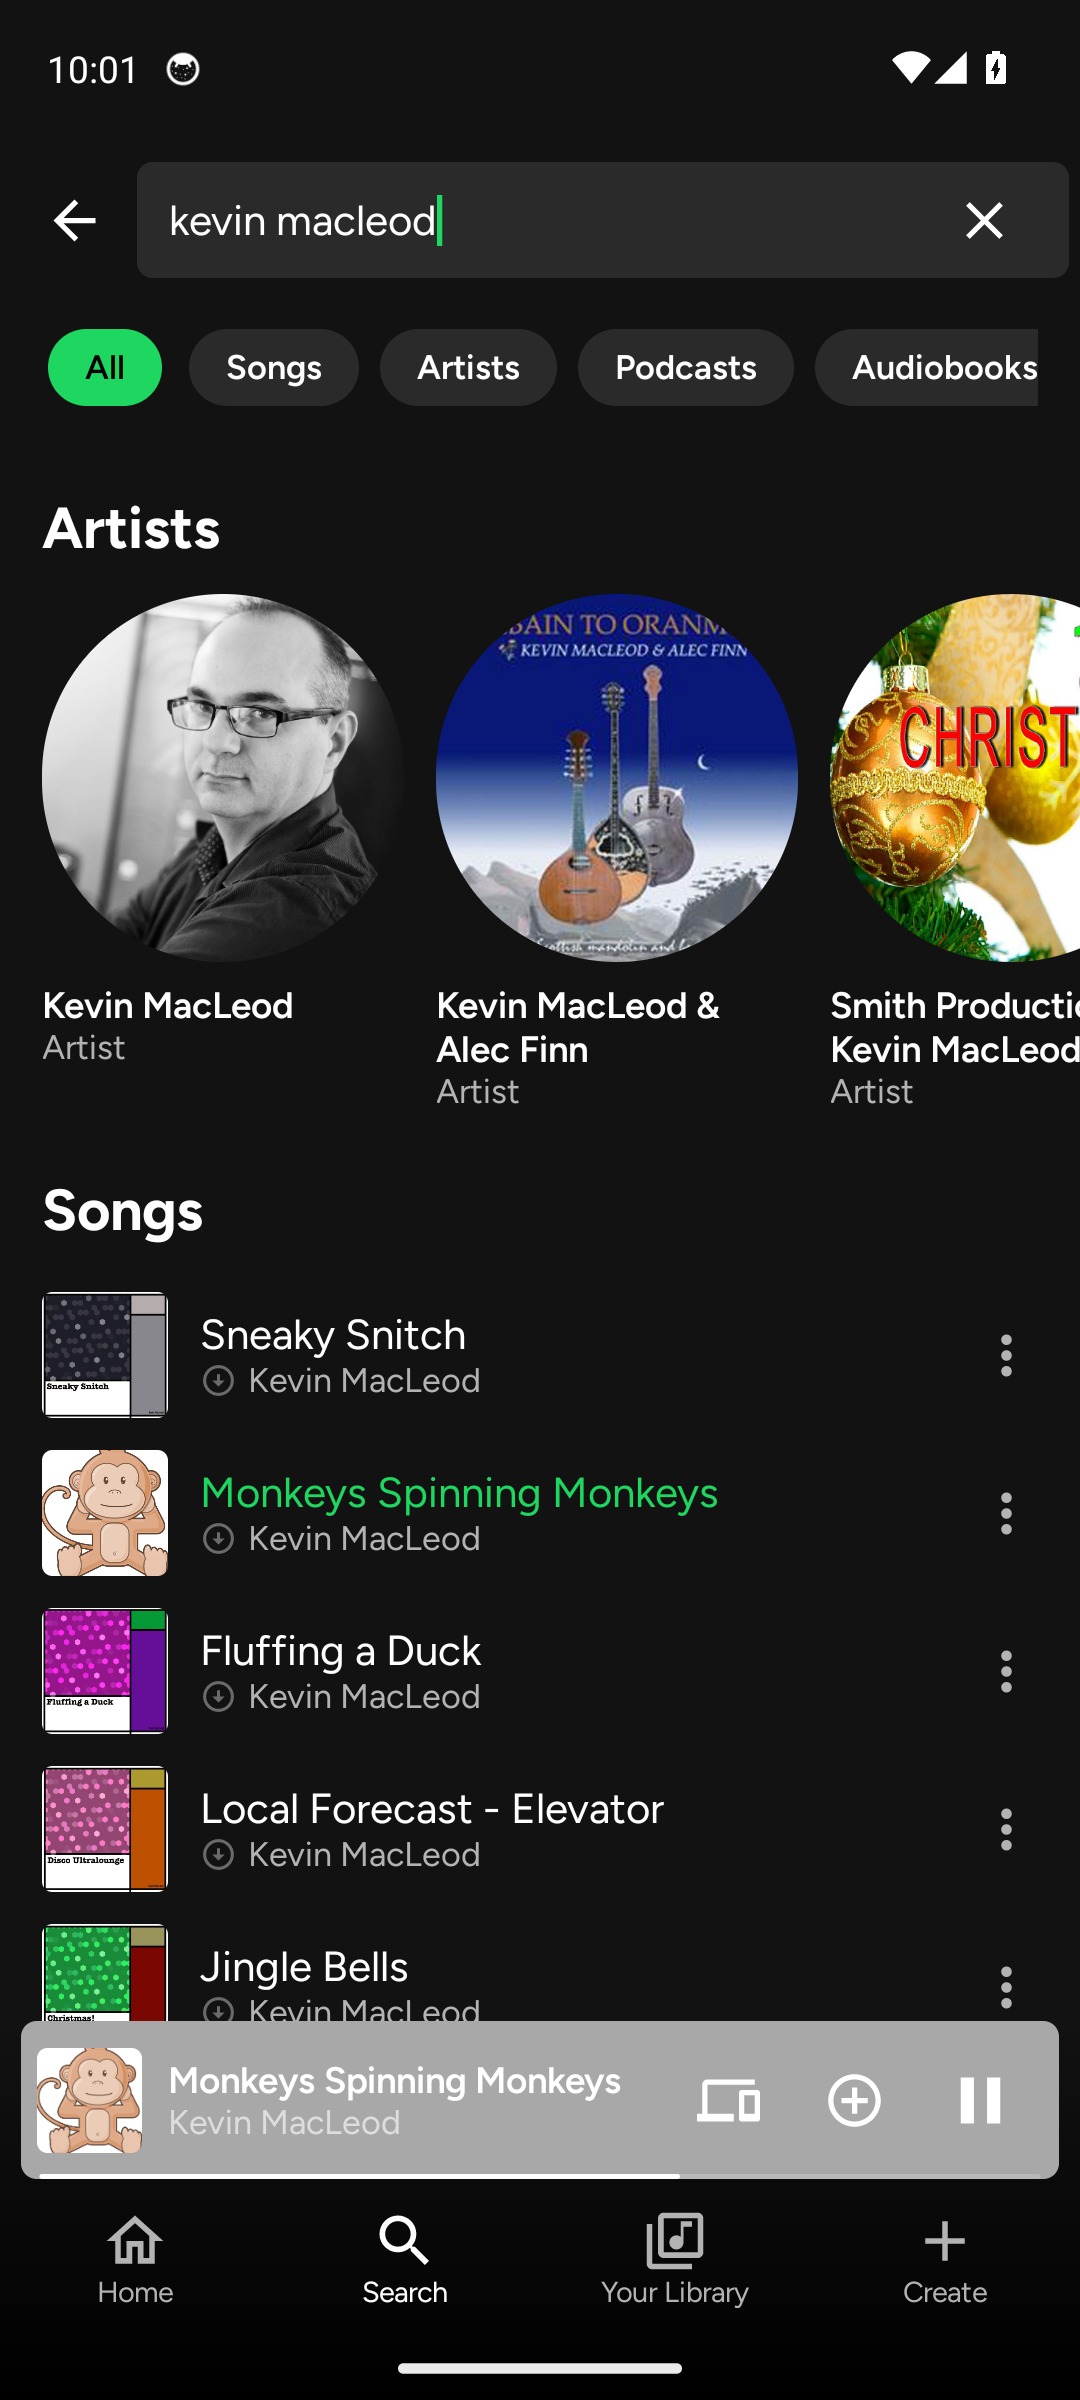 10:01
kevin macleod
All
Songs
Artists
Podcasts
Audiobooks
Artists
BAIN TO ORANM
KEVIN MACLEOD & ALEC FINN
CHRIST
Kevin MacLeod
Artist
Kevin MacLeod &
Alec Finn
Artist
Smith Producti
Kevin MacLeod
Artist
Songs
Sneaky Snitch
Sneaky Snitch
Kevin MacLeod
Monkeys Spinning Monkeys
Kevin MacLeod
Fluffing a Duck
Fluffing a Duck
Kevin MacLeod
Disco Ultralounge
Local Forecast - Elevator
Kevin MacLeod
Christmas!
Jingle Bells
Kevin MacLeod
Monkeys Spinning Monkeys
Kevin MacLeod
Home
Search
Your Library
Create